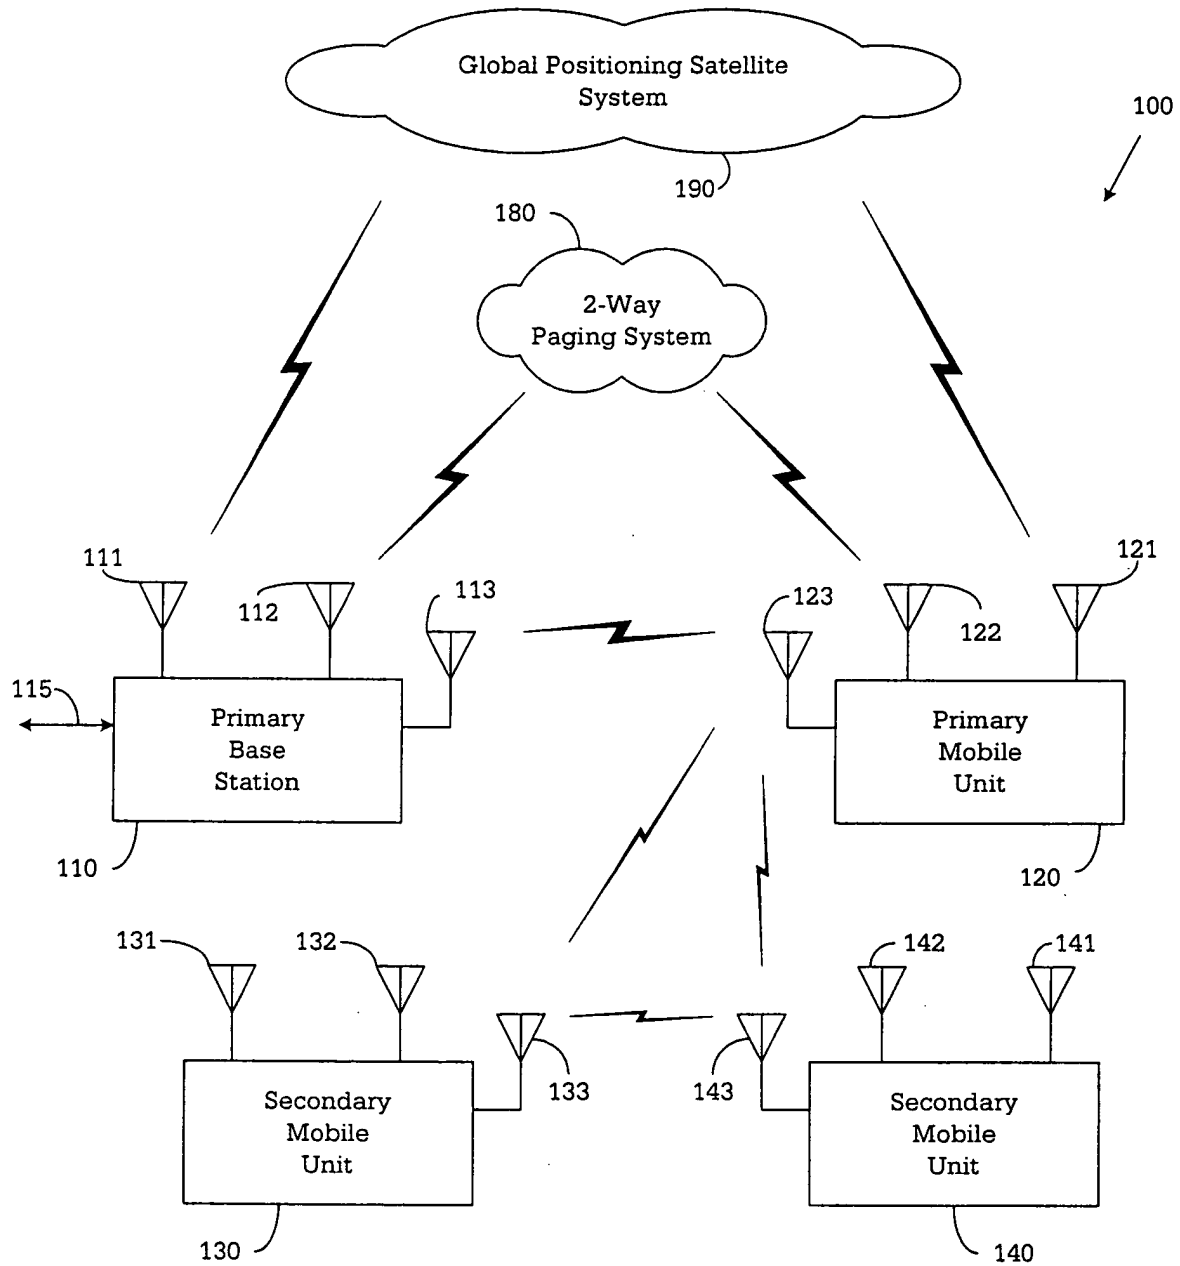 Global Positioning Satellite
System
100
190
180
2-Way
Paging System
111
112
113
123
122
121
115
Primary
Base
Station
Primary
Mobile
Unit
110
120
131
132
142
141
133
143
Secondary
Mobile
Unit
Secondary
Mobile
Unit
130
140